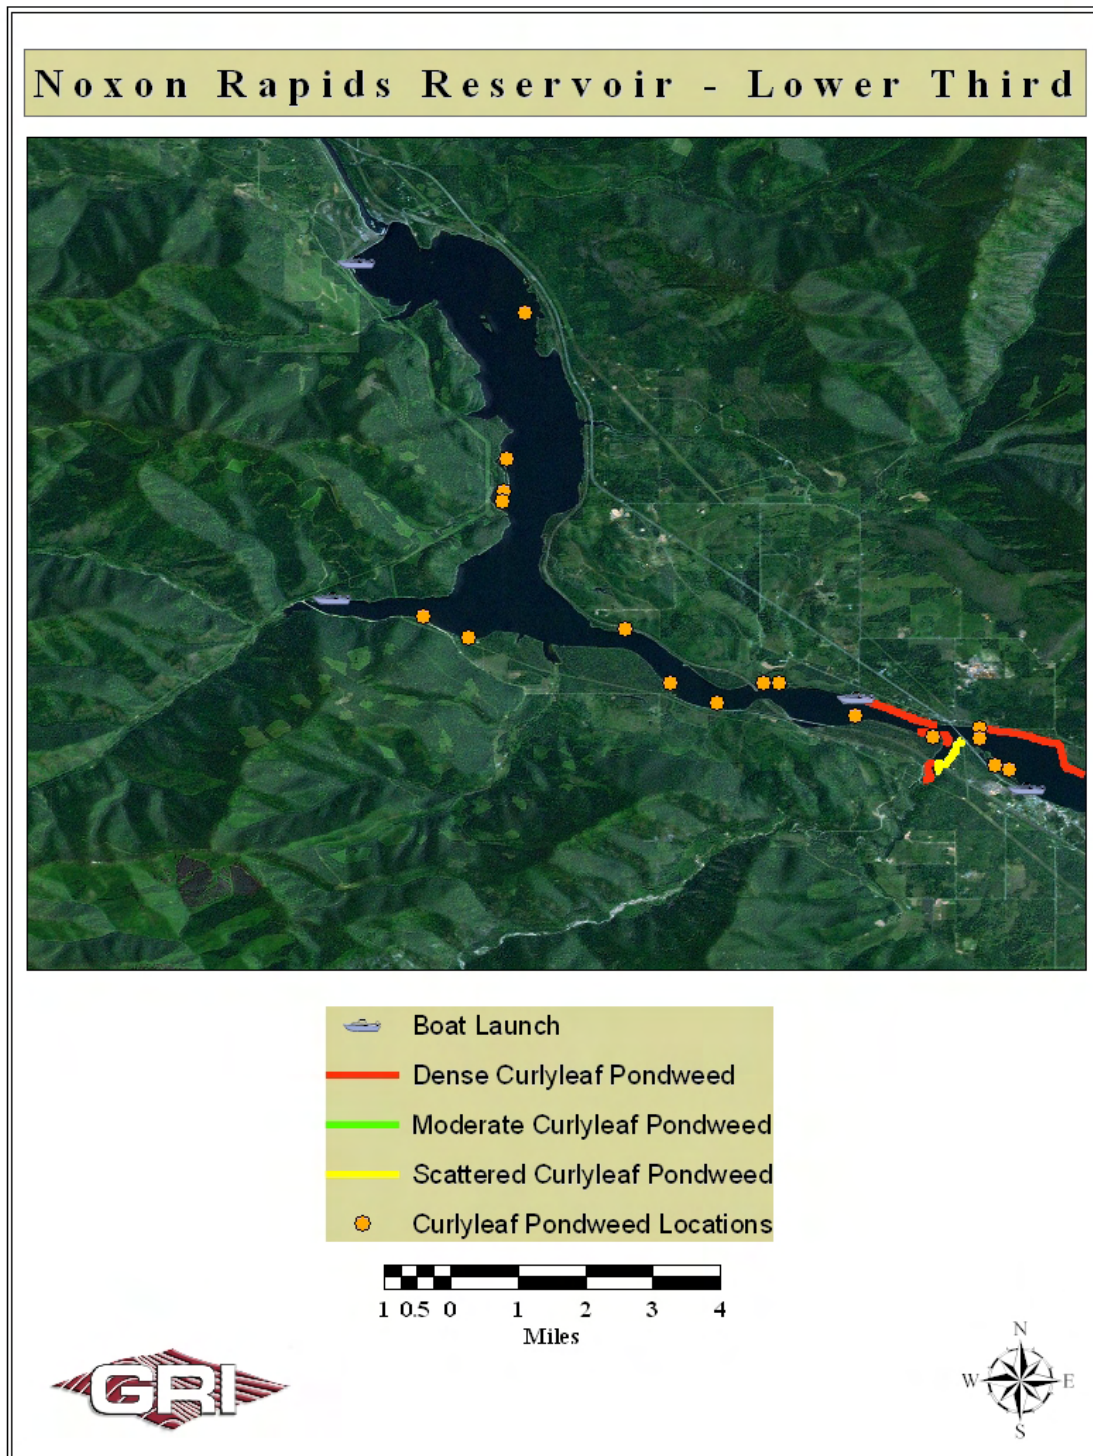 Noxon Rapids Reservoir - Lower Third
Boat Launch
Dense Curlyleaf Pondweed
Moderate Curlyleaf Pondweed
Scattered Curlyleaf Pondweed
Curlyleaf Pondweed Locations
1 0.5 0 1 2 3 4
Miles
GRI
N
W E
S